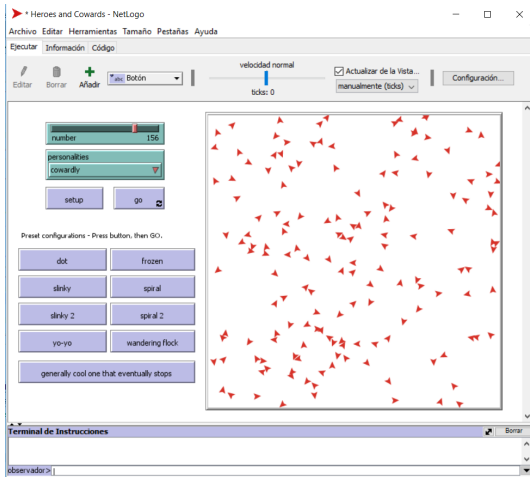 * Heroes and Cowards - NetLogo
Archivo Editar Herramientas Tamaño Pestañas Ayuda
Ejecutar Información Código
Editar Borrar Añadir abc Botón velocidad normal ticks: 0 Actualizar de la Vista... manualmente (ticks) Configuración...
number 156
personalities
cowardly
setup go
Preset configurations - Press button, then GO.
dot frozen
slinky spiral
slinky 2 spiral 2
yo-yo wandering flock
generally cool one that eventually stops
Terminal de Instrucciones Borrar
observador>